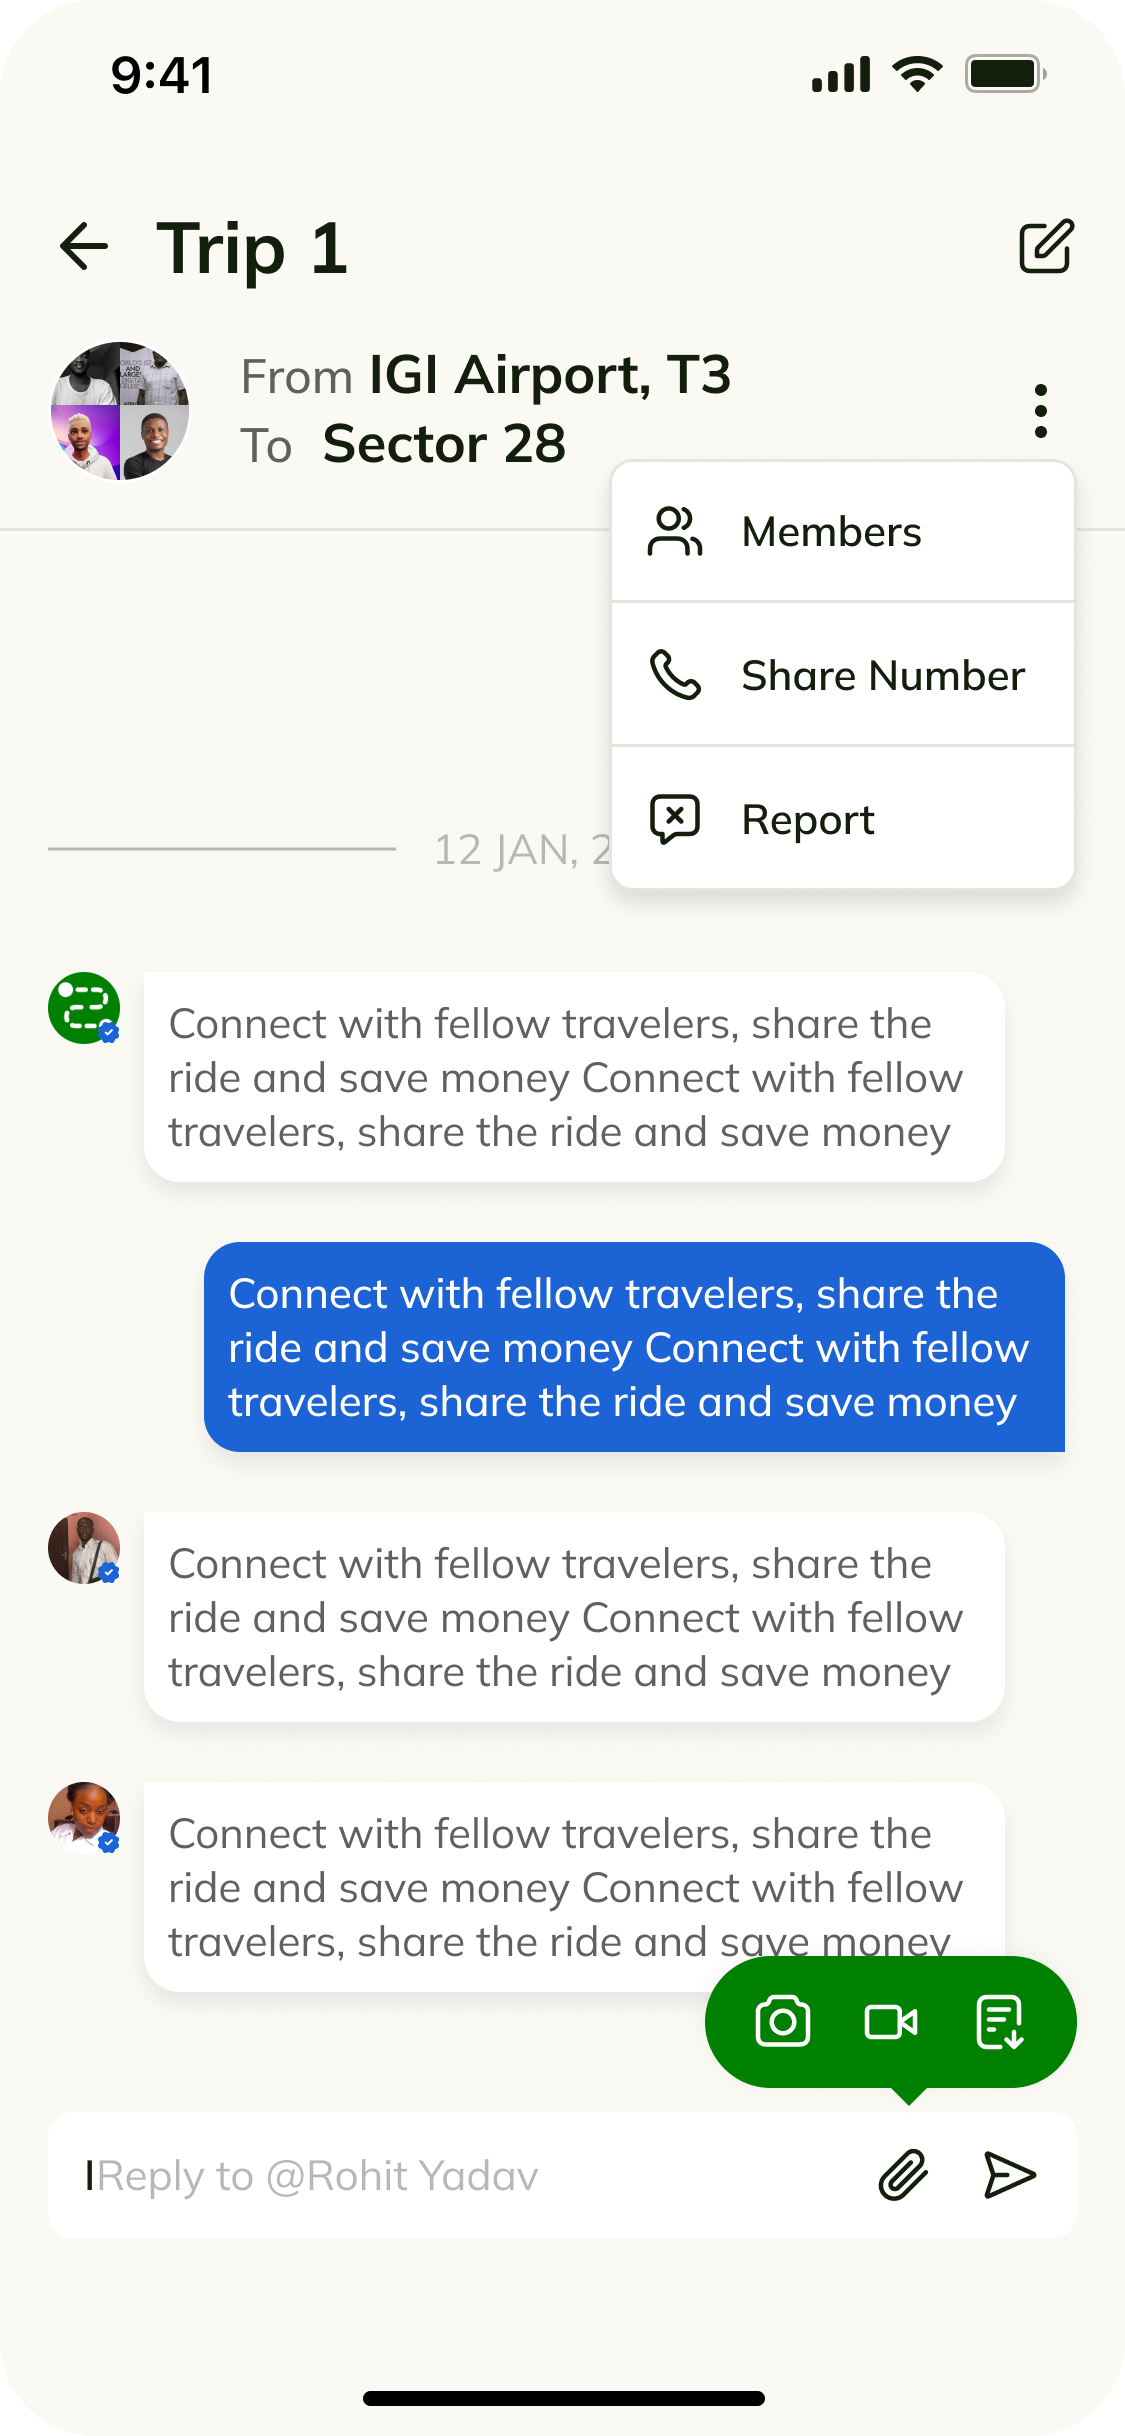 9:41
Trip 1
From IGI Airport, T3
To Sector 28
Members
Share Number
Report
12 JAN, 2
Connect with fellow travelers, share the
ride and save money Connect with fellow
travelers, share the ride and save money
Connect with fellow travelers, share the
ride and save money Connect with fellow
travelers, share the ride and save money
Connect with fellow travelers, share the
ride and save money Connect with fellow
travelers, share the ride and save money
Connect with fellow travelers, share the
ride and save money Connect with fellow
travelers, share the ride and save money
Reply to @Rohit Yadav